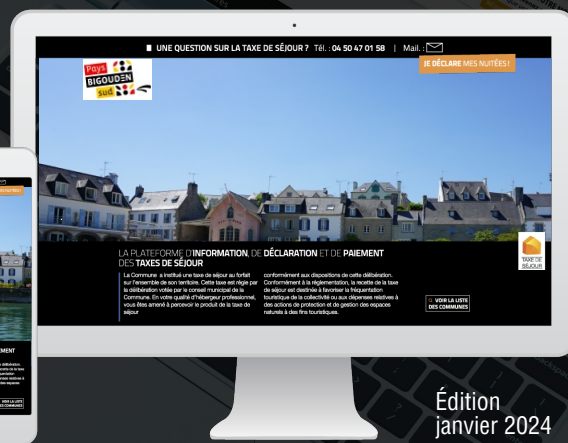 UNE QUESTION SUR LA TAXE DE SÉJOUR ? Tél. : 04 50 47 01 58 | Mail. :
JE DÉCLARE MES NUITÉES !
Pays
BIGOUDEN
sud
LA PLATEFORME D'INFORMATION, DE DÉCLARATION ET DE PAIEMENT
DES TAXES DE SÉJOUR
La Commune a institué une taxe de séjour au forfait
sur l'ensemble de son territoire. Cette taxe est régie par
la délibération votée par le conseil municipal de la
Commune. En votre qualité d'hébergeur professionnel,
vous êtes amené à percevoir le produit de la taxe de
séjour
conformément aux dispositions de cette délibération.
Conformément à la réglementation, la recette de la taxe
de séjour est destinée à favoriser la fréquentation
touristique de la collectivité ou aux dépenses relatives à
des actions de protection et de gestion des espaces
naturels à des fins touristiques.
VOIR LA LISTE
DES COMMUNES
TAXE DE
SÉJOUR
Édition
janvier 2024